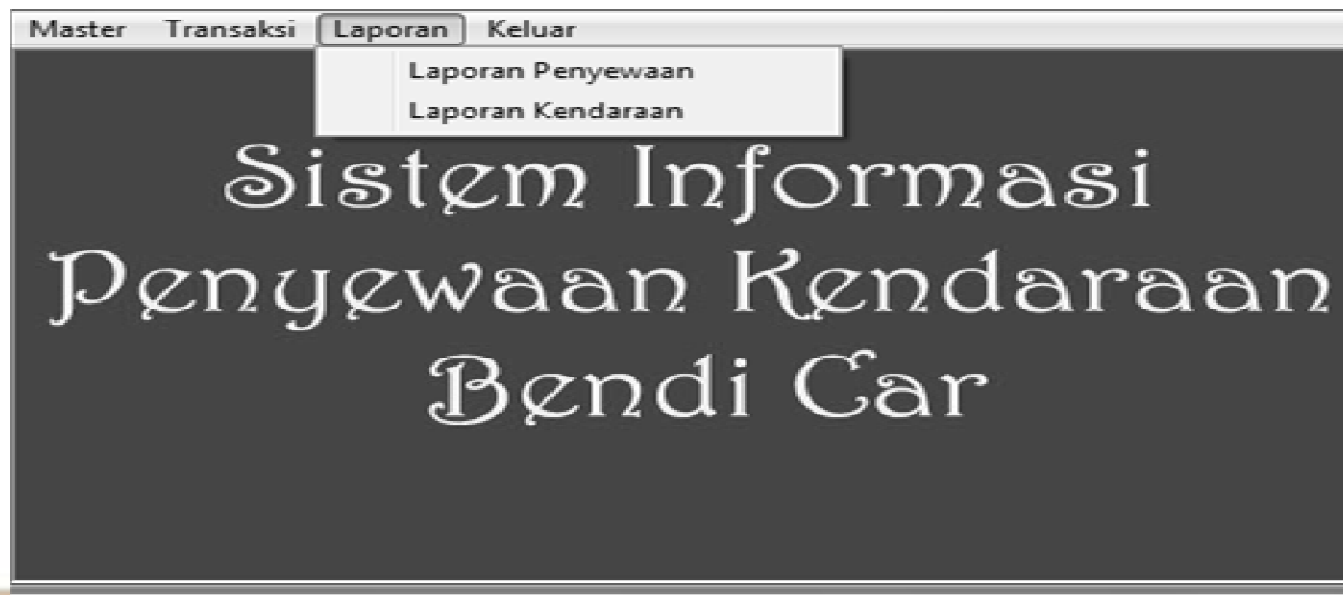 Master Transaksi Laporan Keluar
Laporan Penyewaan
Laporan Kendaraan
Sistem Informasi
Penyewaan Kendaraan
Bendi Car